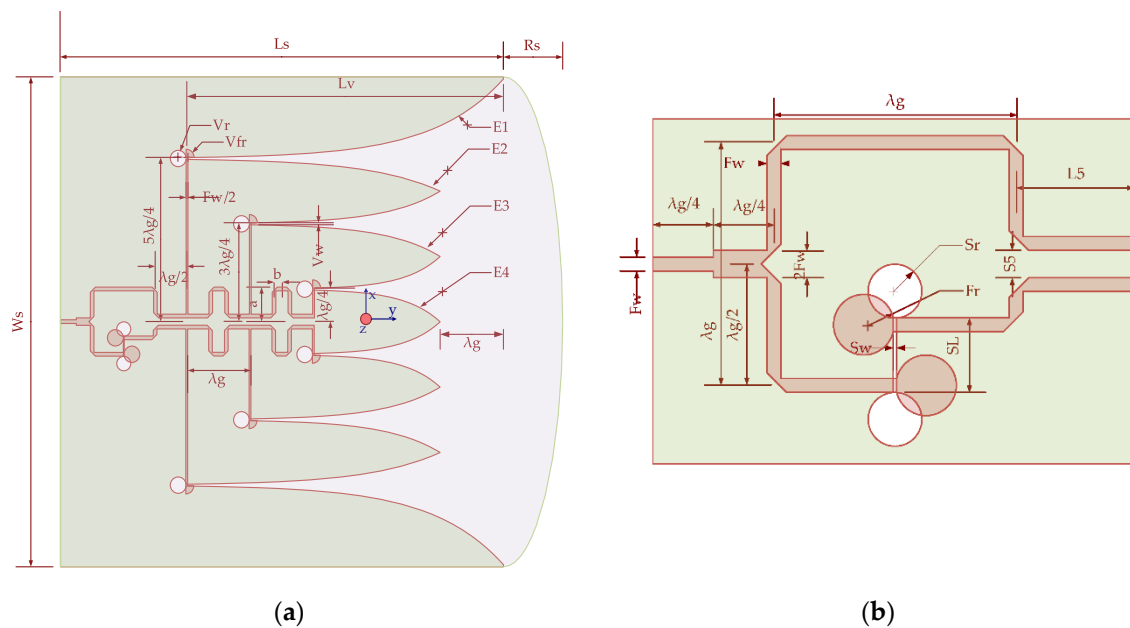 Ls
Rs
Lv
Vr
Vfr
E1
E2
Fw/2
5λg/4
3λg/4
Vw
E3
λg/2
b
a
λg/4
E4
x
y
z
Ws
λg
λg
(a)
λg
Fw
L5
λg/4
λg/4
2Fw
Sr
S5
Fw
Fr
λg
λg/2
Sw
SL
(b)